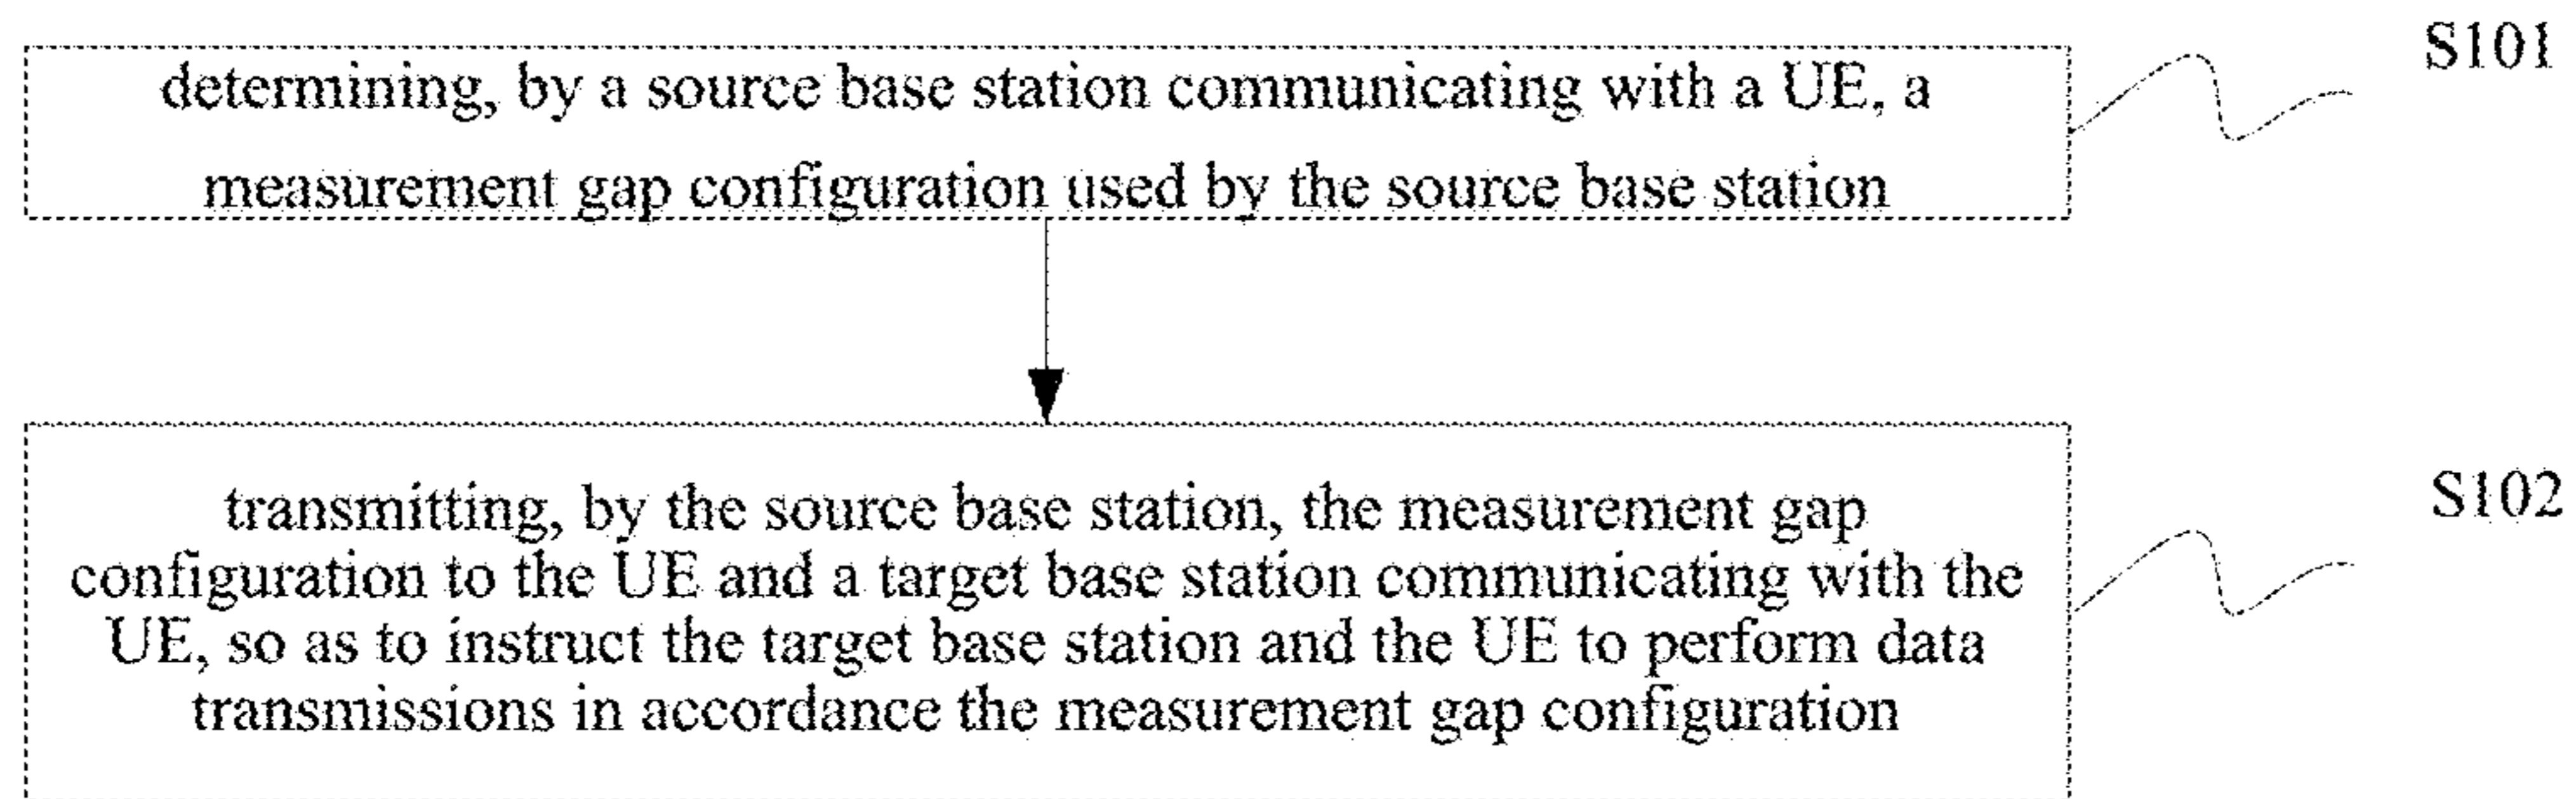 S101
determining, by a source base station communicating with a UE, a
measurement gap configuration used by the source base station
S102
transmitting, by the source base station, the measurement gap
configuration to the UE and a target base station communicating with the
UE, so as to instruct the target base station and the UE to perform data
transmissions in accordance the measurement gap configuration